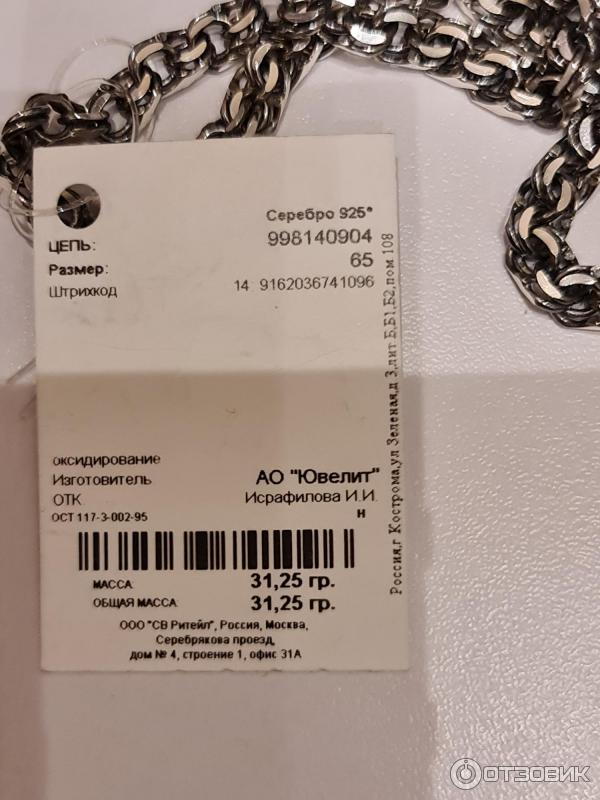 Серебро 925°
ЦЕПЬ: 998140904
Размер: 65
Штрихкод 14 9162036741096
оксидирование
Изготовитель АО "Ювелит"
ОТК Исрафилова И.И.
ОСТ 117-3-002-95 н
МАССА: 31,25 гр.
ОБЩАЯ МАССА: 31,25 гр.
ООО "СВ Ритейл", Россия, Москва,
Серебрякова проезд,
дом № 4, строение 1, офис 31А
Россия,г Кострома,ул Зеленая,д 3,лит Б,Б1,Б2,пом 108
ОТЗОВИК